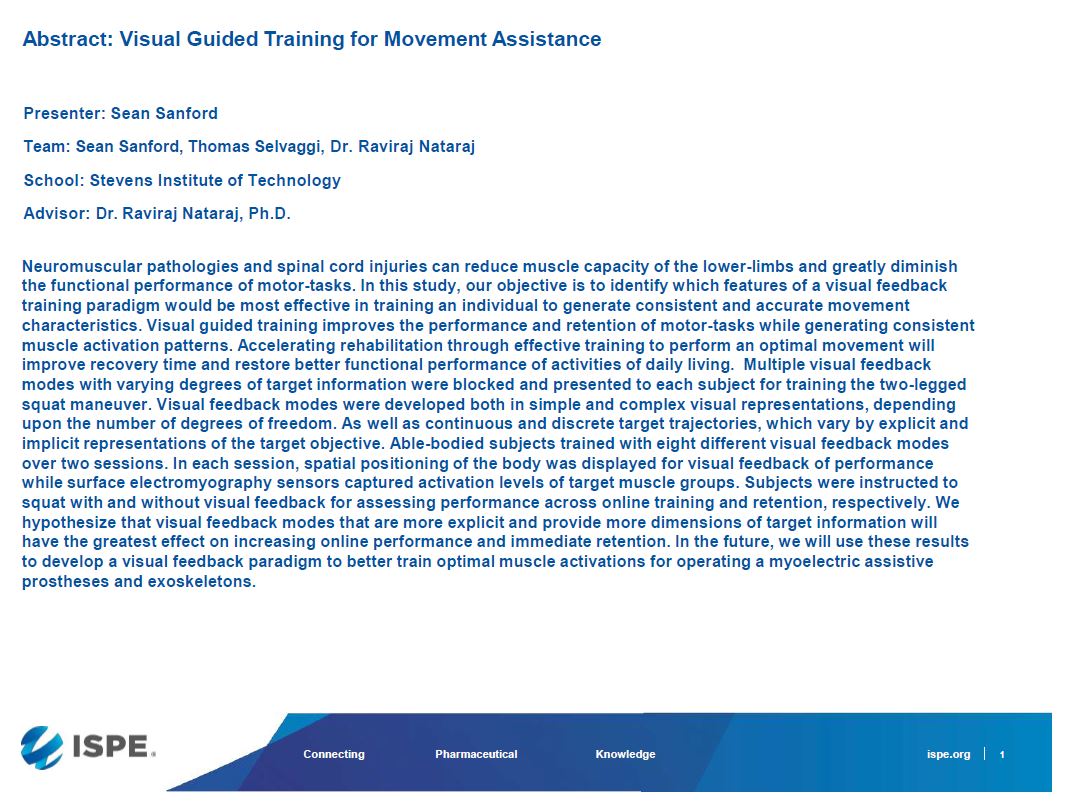 Abstract: Visual Guided Training for Movement Assistance
Presenter: Sean Sanford
Team: Sean Sanford, Thomas Selvaggi, Dr. Raviraj Nataraj
School: Stevens Institute of Technology
Advisor: Dr. Raviraj Nataraj, Ph.D.
Neuromuscular pathologies and spinal cord injuries can reduce muscle capacity of the lower-limbs and greatly diminish
the functional performance of motor-tasks. In this study, our objective is to identify which features of a visual feedback
training paradigm would be most effective in training an individual to generate consistent and accurate movement
characteristics. Visual guided training improves the performance and retention of motor-tasks while generating consistent
muscle activation patterns. Accelerating rehabilitation through effective training to perform an optimal movement will
improve recovery time and restore better functional performance of activities of daily living. Multiple visual feedback
modes with varying degrees of target information were blocked and presented to each subject for training the two-legged
squat maneuver. Visual feedback modes were developed both in simple and complex visual representations, depending
upon the number of degrees of freedom. As well as continuous and discrete target trajectories, which vary by explicit and
implicit representations of the target objective. Able-bodied subjects trained with eight different visual feedback modes
over two sessions. In each session, spatial positioning of the body was displayed for visual feedback of performance
while surface electromyography sensors captured activation levels of target muscle groups. Subjects were instructed to
squat with and without visual feedback for assessing performance across online training and retention, respectively. We
hypothesize that visual feedback modes that are more explicit and provide more dimensions of target information will
have the greatest effect on increasing online performance and immediate retention. In the future, we will use these results
to develop a visual feedback paradigm to better train optimal muscle activations for operating a myoelectric assistive
prostheses and exoskeletons.
ISPE®
Connecting Pharmaceutical Knowledge ispe.org 1